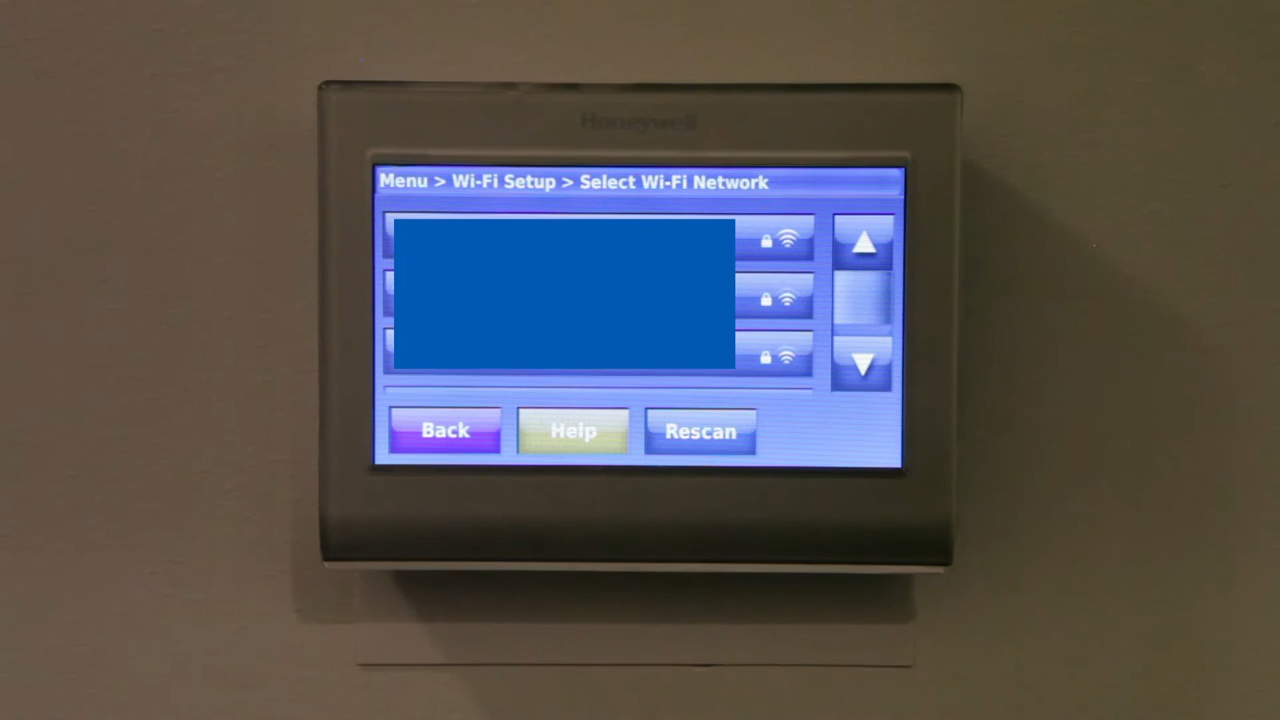 Honeywell
Menu > Wi-Fi Setup > Select Wi-Fi Network
Back
Help
Rescan